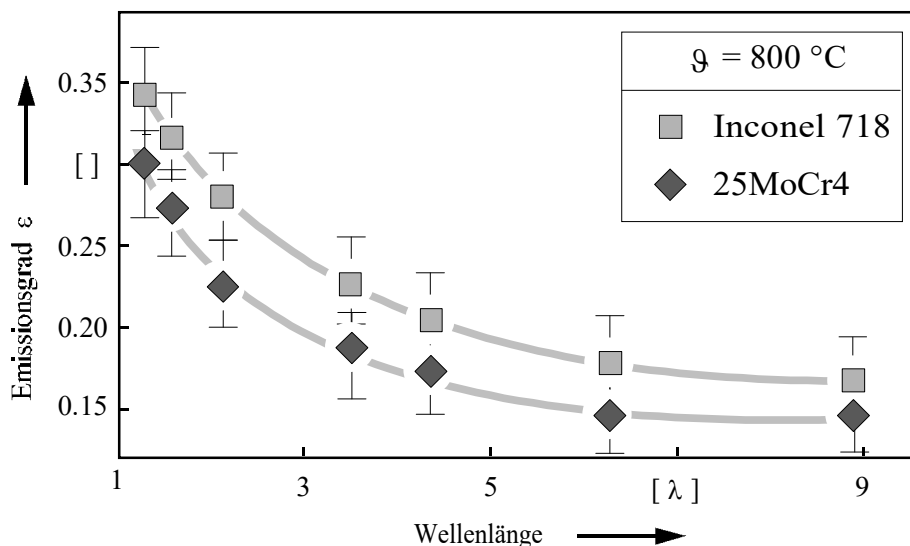 ϑ = 800 °C
Inconel 718
25MoCr4
Emissionsgrad ε
0.35
[ ]
0.25
0.20
0.15
1
3
5
[ λ ]
9
Wellenlänge